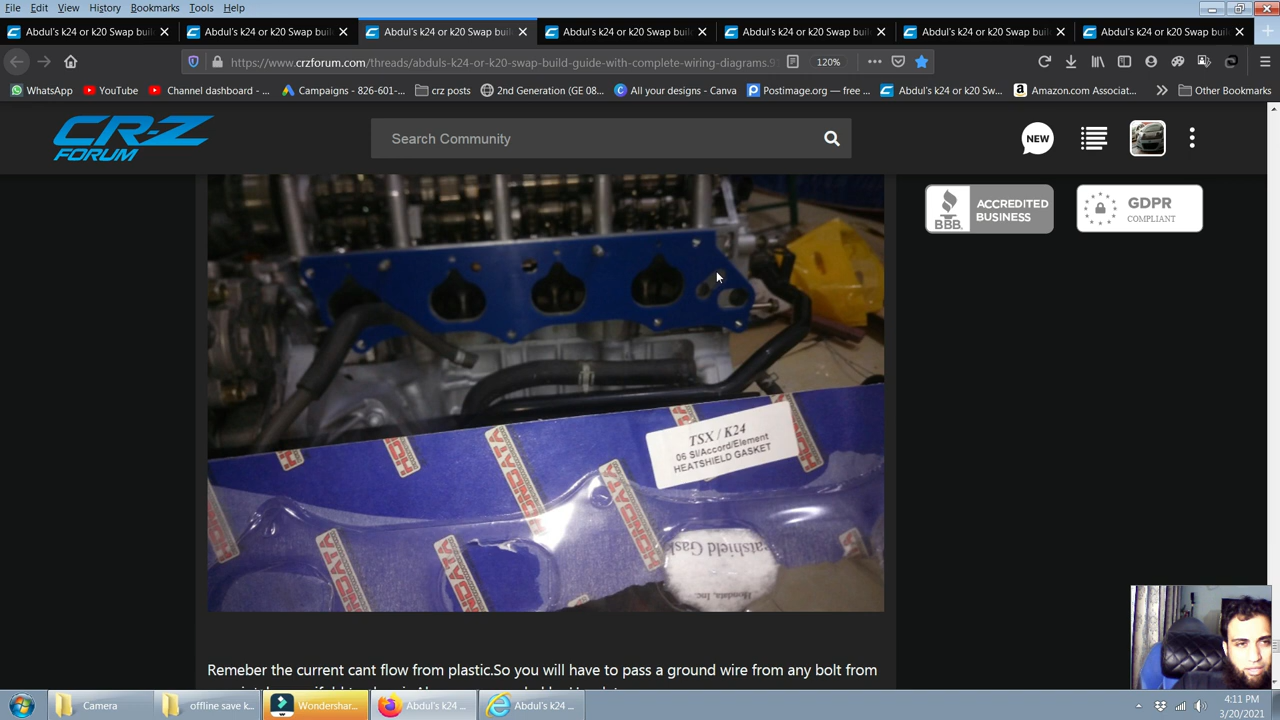 File Edit View History Bookmarks Tools Help
Abdul's k24 or k20 Swap buil Abdul's k24 or k20 Swap buil Abdul's k24 or k20 Swap buil Abdul's k24 or k20 Swap buil Abdul's k24 or k20 Swap buil Abdul's k24 or k20 Swap buil Abdul's k24 or k20 Swap buil
https://www.crzforum.com/threads/abduls-k24-or-k20-swap-build-guide-with-complete-wiring-diagrams.9 120%
WhatsApp YouTube Channel dashboard - ... Campaigns - 826-601-... crz posts 2nd Generation (GE 08... All your designs - Canva Postimage.org — free ... Abdul's k24 or k20 Sw... Amazon.com Associat... Other Bookmarks
CR-Z
FORUM
Search Community
NEW
BBB.
ACCREDITED
BUSINESS
GDPR
COMPLIANT
TSX / K24
06 SI/Accord/Element
HEATSHIELD GASKET
HONDATA
HONDATA
HONDATA
HONDATA
HONDATA
Hondata, Inc.
Remeber the current cant flow from plastic.So you will have to pass a ground wire from any bolt from
Camera offline save k... Wondershar... Abdul's k24 ... Abdul's k24 ...
4:11 PM
3/20/2021